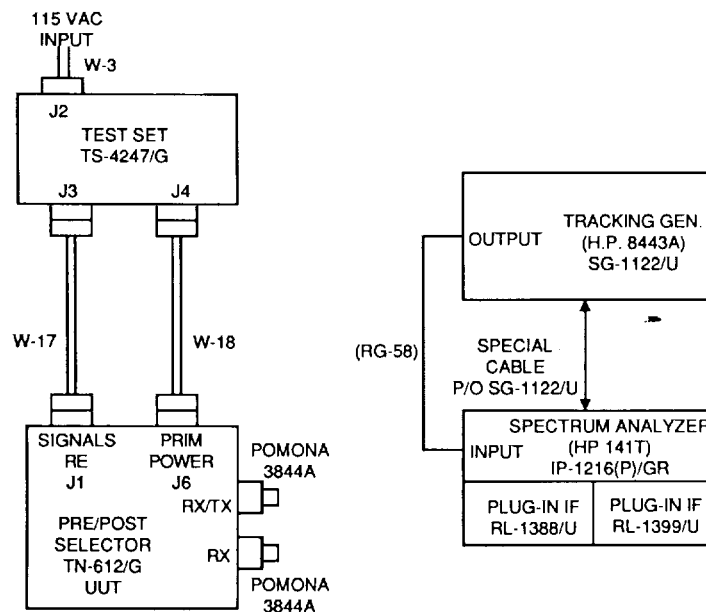 115 VAC
INPUT
W-3
J2
TEST SET
TS-4247/G
J3 J4
W-17
W-18
SIGNALS
RE
J1
PRIM
POWER
J6
POMONA
3844A
RX/TX
PRE/POST
SELECTOR
TN-612/G
UUT
RX
POMONA
3844A
TRACKING GEN.
(H.P. 8443A)
SG-1122/U
OUTPUT
(RG-58)
SPECIAL
CABLE
P/O SG-1122/U
SPECTRUM ANALYZER
(HP 141T)
IP-1216(P)/GR
INPUT
PLUG-IN IF
RL-1388/U
PLUG-IN IF
RL-1399/U